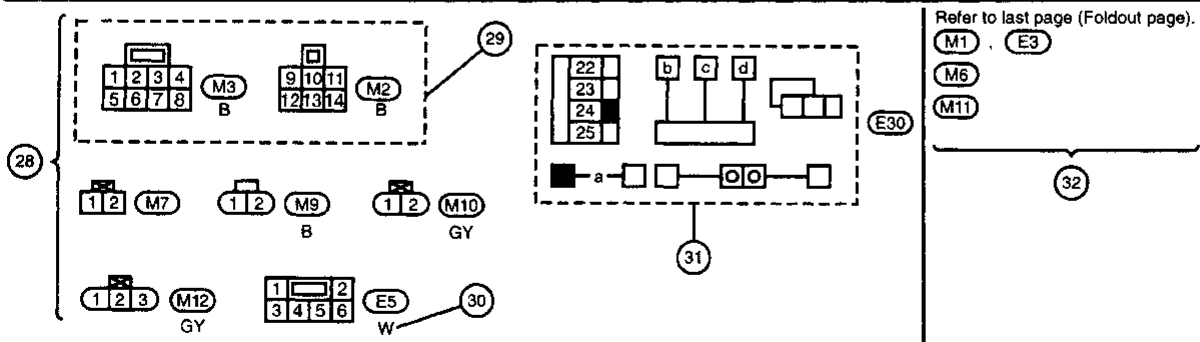 Refer to last page (Foldout page).
M1 , E3
M6
M11
32
28
29
1 2 3 4
5 6 7 8
M3
B
9 10 11
12 13 14
M2
B
1 2
M7
1 2
M9
B
1 2
M10
GY
1 2 3
M12
GY
1 2
3 4 5 6
E5
W
30
22
23
24
25
b c d
a
E30
31